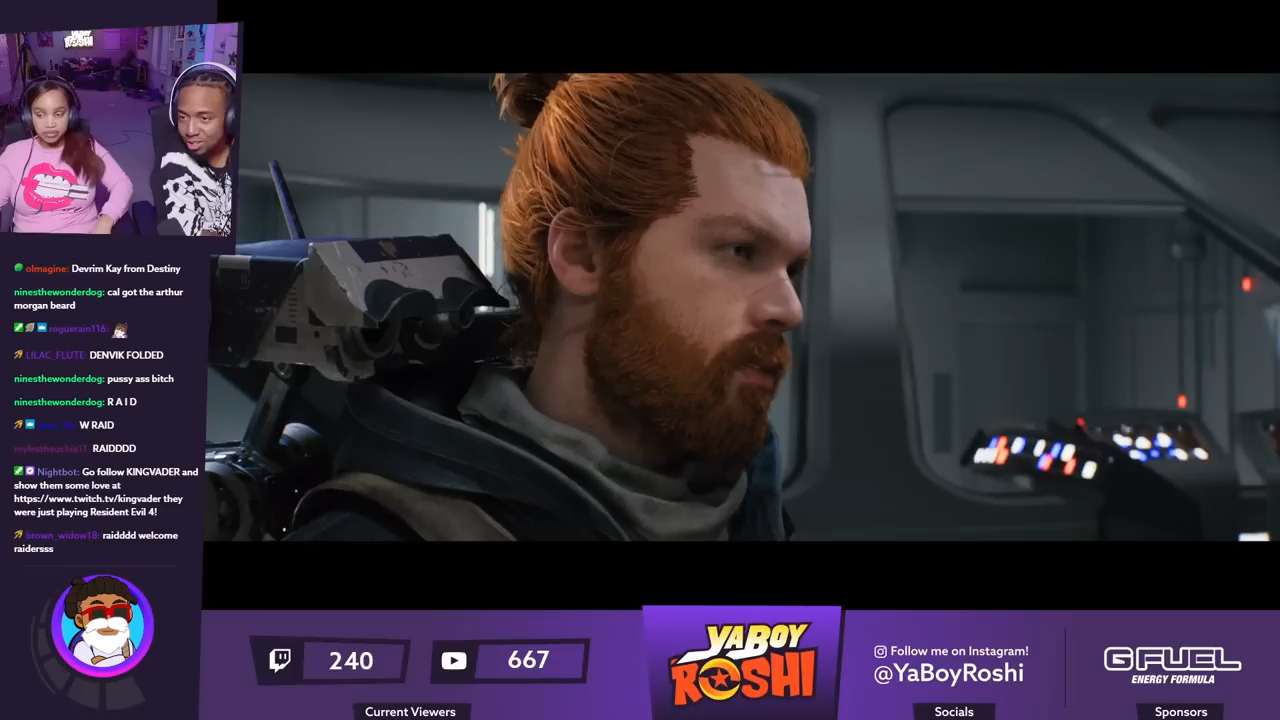 YABOY
ROSHI
olmagine: Devrim Kay from Destiny
ninesthewonderdog: cal got the arthur
morgan beard
roguerain116:
LILAC_FLUTE: DENVIK FOLDED
ninesthewonderdog: pussy ass bitch
ninesthewonderdog: R A I D
W RAID
RAIDDDD
Nightbot: Go follow KINGVADER and
show them some love at
https://www.twitch.tv/kingvader they
were just playing Resident Evil 4!
brown_widow18: raidddd welcome
raidersss
240
667
Current Viewers
YABOY
ROSHI
Follow me on Instagram!
@YaBoyRoshi
Socials
G FUEL
ENERGY FORMULA
Sponsors